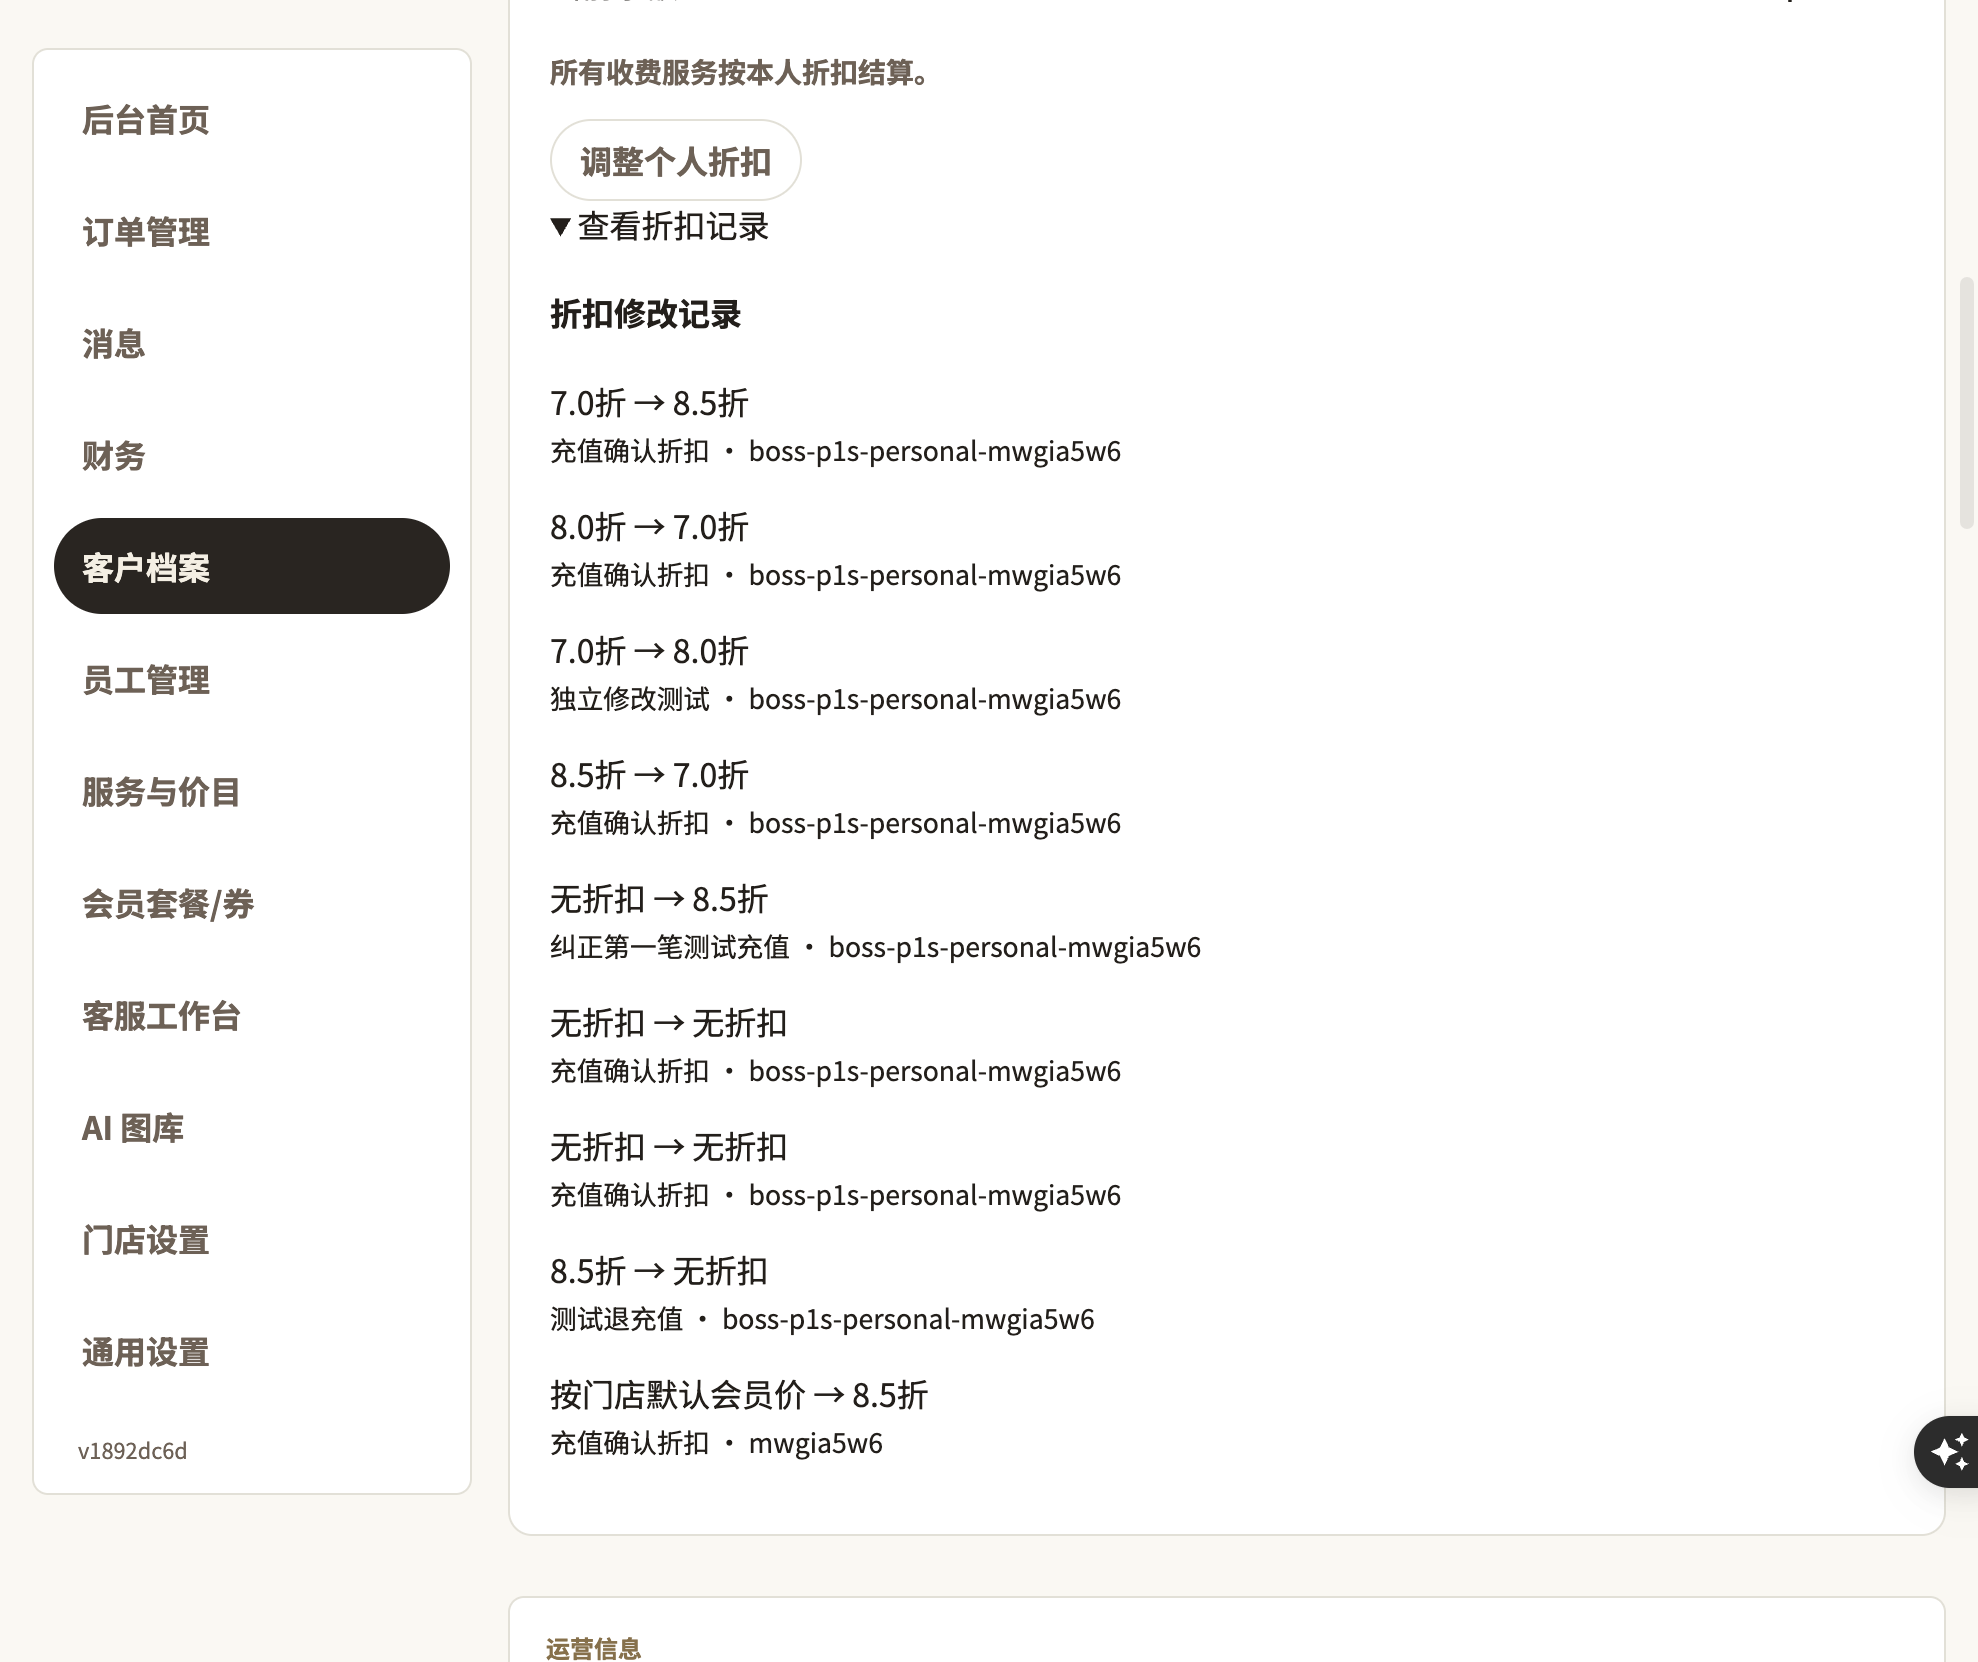 后台首页
订单管理
消息
财务
客户档案
员工管理
服务与价目
会员套餐/券
客服工作台
AI 图库
门店设置
通用设置
v1892dc6d
所有收费服务按本人折扣结算。
调整个人折扣
▼查看折扣记录
折扣修改记录
7.0折 → 8.5折
充值确认折扣 · boss-p1s-personal-mwgia5w6
8.0折 → 7.0折
充值确认折扣 · boss-p1s-personal-mwgia5w6
7.0折 → 8.0折
独立修改测试 · boss-p1s-personal-mwgia5w6
8.5折 → 7.0折
充值确认折扣 · boss-p1s-personal-mwgia5w6
无折扣 → 8.5折
纠正第一笔测试充值 · boss-p1s-personal-mwgia5w6
无折扣 → 无折扣
充值确认折扣 · boss-p1s-personal-mwgia5w6
无折扣 → 无折扣
充值确认折扣 · boss-p1s-personal-mwgia5w6
8.5折 → 无折扣
测试退充值 · boss-p1s-personal-mwgia5w6
按门店默认会员价 → 8.5折
充值确认折扣 · mwgia5w6
运营信息